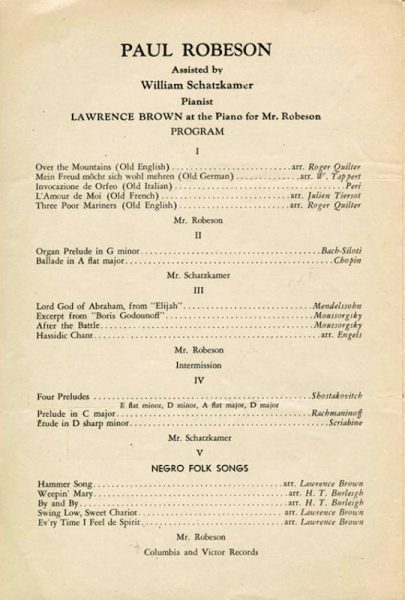 PAUL ROBESON
Assisted by
William Schatzkamer
Pianist
LAWRENCE BROWN at the Piano for Mr. Robeson
PROGRAM
I
Over the Mountains (Old English) arr. Roger Quilter
Mein Freud möcht sich wohl mehren (Old German) arr. W. Tappert
Invocazione de Orfeo (Old Italian) Peri
L'Amour de Moi (Old French) arr. Julien Tiersot
Three Poor Mariners (Old English) arr. Roger Quilter
Mr. Robeson
II
Organ Prelude in G minor Bach-Siloti
Ballade in A flat major Chopin
Mr. Schatzkamer
III
Lord God of Abraham, from "Elijah" Mendelssohn
Excerpt from "Boris Godounoff" Moussorgsky
After the Battle Moussorgsky
Hassidic Chant arr. Engels
Mr. Robeson
Intermission
IV
Four Preludes Shostakovitch
E flat minor, D minor, A flat major, D major
Prelude in C major Rachmaninoff
Etude in D sharp minor Scriabine
Mr. Schatzkamer
V
NEGRO FOLK SONGS
Hammer Song arr. Lawrence Brown
Weepin' Mary arr. H. T. Burleigh
By and By arr. H. T. Burleigh
Swing Low, Sweet Chariot arr. Lawrence Brown
Ev'ry Time I Feel de Spirit arr. Lawrence Brown
Mr. Robeson
Columbia and Victor Records